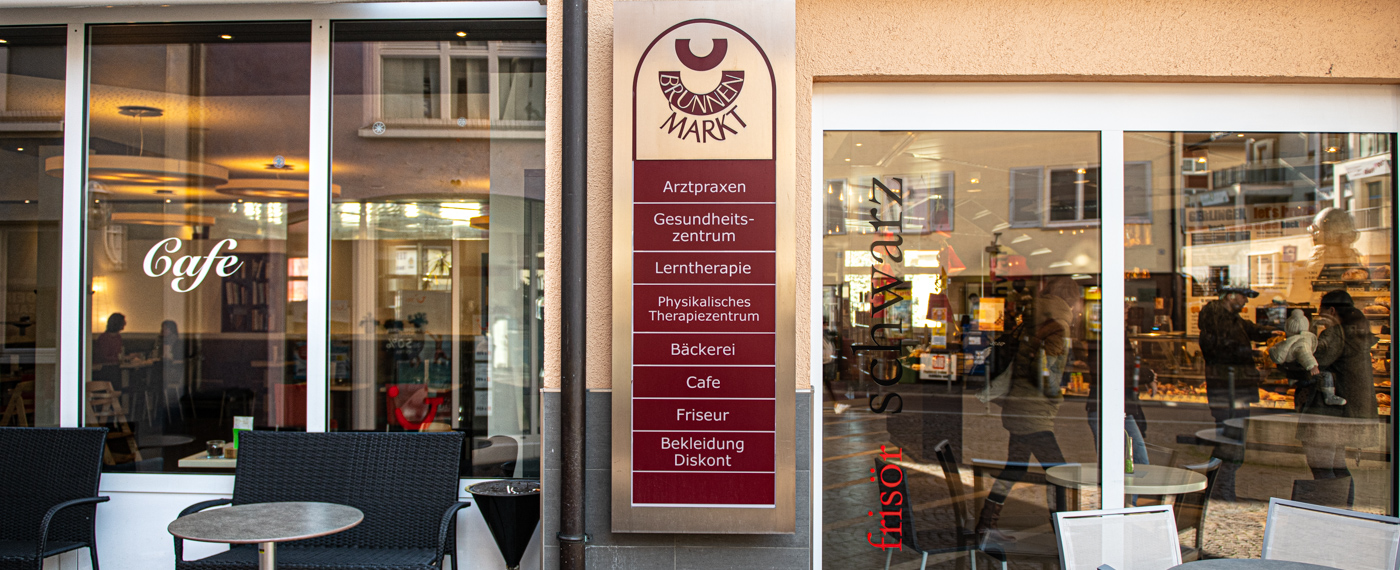 Cafe
BRUNNEN
MARKT
Arztpraxen
Gesundheits-
zentrum
Lerntherapie
Physikalisches
Therapiezentrum
Bäckerei
Cafe
Friseur
Bekleidung
Diskont
frisör schwarz